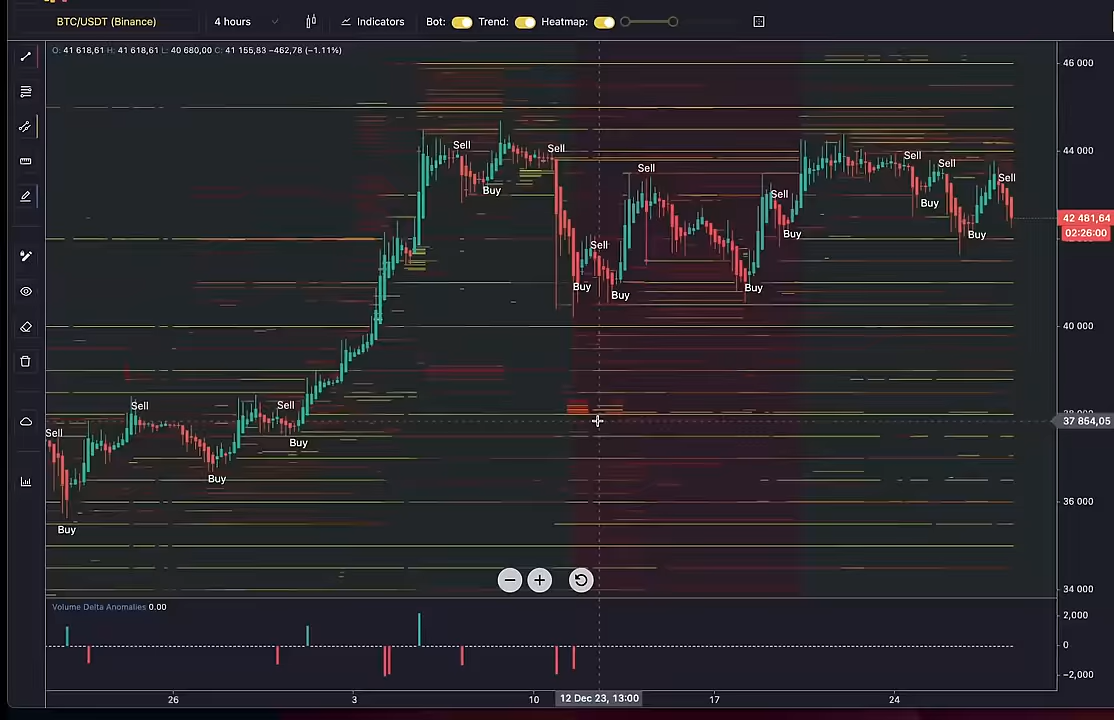 BTC/USDT (Binance) 4 hours Indicators Bot: Trend: Heatmap:
O: 41 618,61 H: 41 618,61 L: 40 680,00 C: 41 155,83 −462,78 (−1.11%)
46 000
44 000
Sell Sell Sell Sell Sell Sell Sell
Buy Buy Buy
42 481,64
02:26:00
Sell Buy Buy
Buy Buy Buy
40 000
Sell Sell Sell
37 864,05
Buy
Buy
36 000
Buy
34 000
Volume Delta Anomalies 0.00
2,000
0
−2,000
26 3 10 12 Dec 23, 13:00 17 24